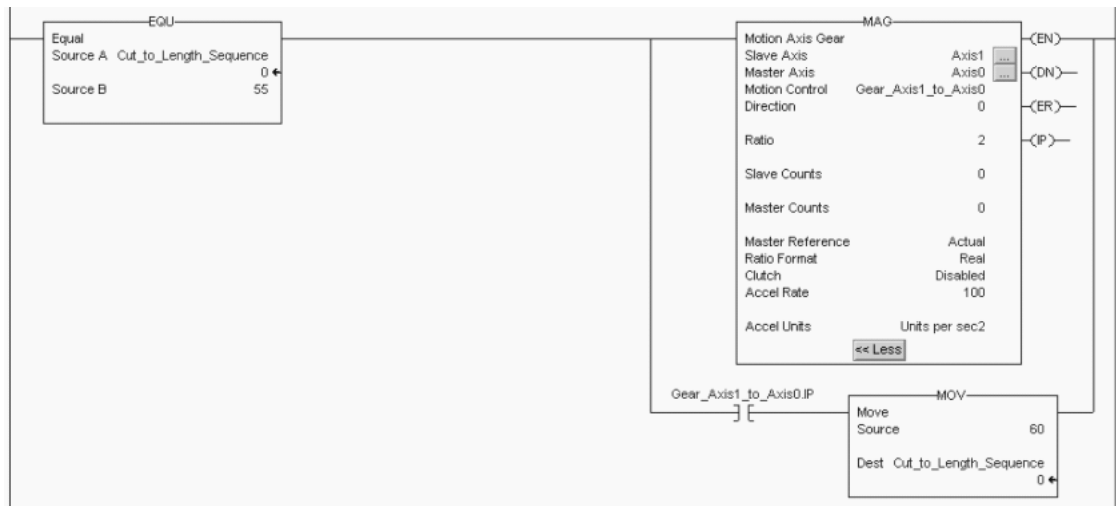 EQU
Equal
Source A Cut_to_Length_Sequence
0
Source B 55
MAG
Motion Axis Gear
Slave Axis Axis1 ...
Master Axis Axis0 ...
Motion Control Gear_Axis1_to_Axis0
Direction 0
Ratio 2
Slave Counts 0
Master Counts 0
Master Reference Actual
Ratio Format Real
Clutch Disabled
Accel Rate 100
Accel Units Units per sec2
<< Less
(EN)
(DN)
(ER)
(IP)
Gear_Axis1_to_Axis0.IP
MOV
Move
Source 60
Dest Cut_to_Length_Sequence
0